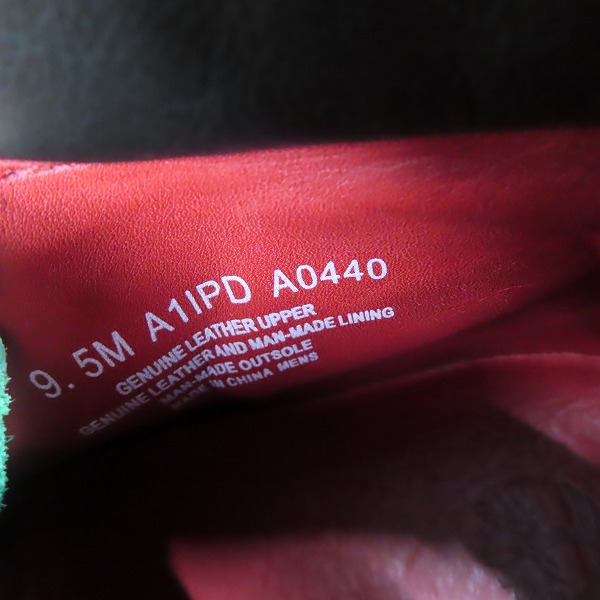 9.5M A1IPD A0440
GENUINE LEATHER UPPER
GENUINE LEATHER AND MAN-MADE LINING
MAN-MADE OUTSOLE
MADE IN CHINA MENS